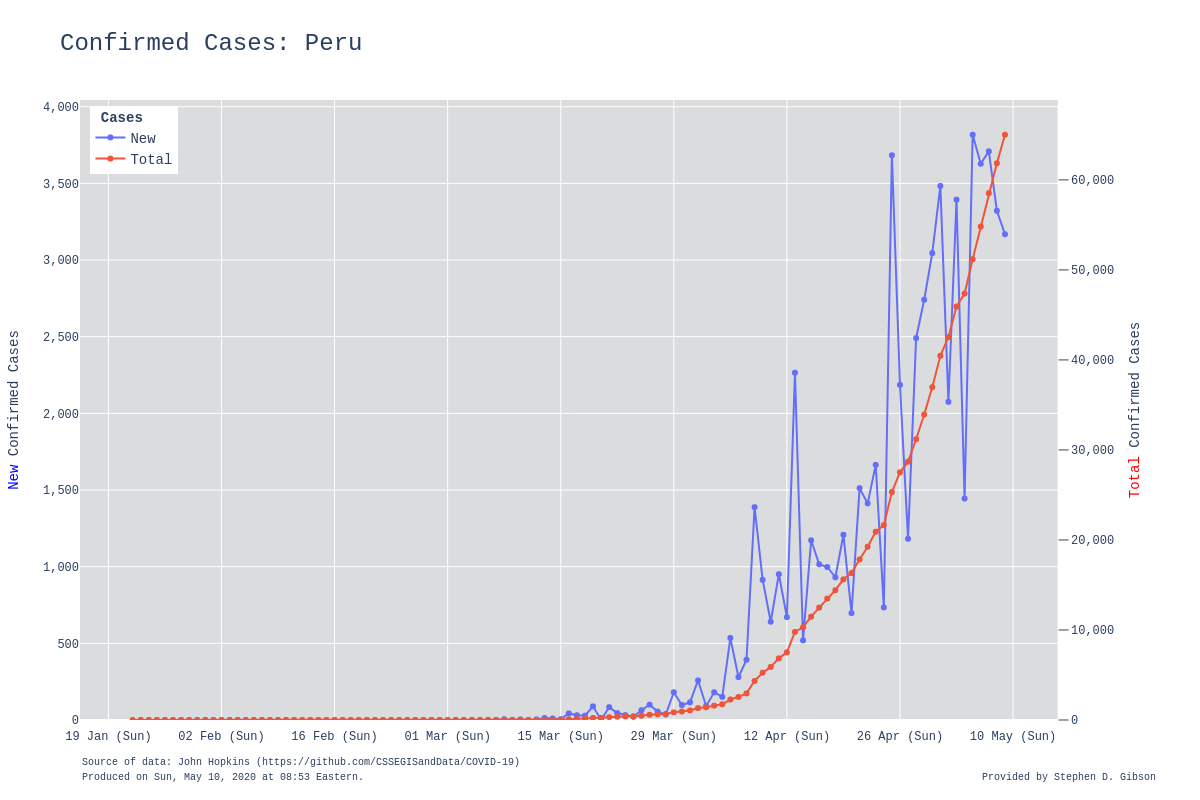 Confirmed Cases: Peru
Cases
New
Total
4,000
3,500
3,000
2,500
2,000
1,500
1,000
500
0
New Confirmed Cases
60,000
50,000
40,000
30,000
20,000
10,000
0
Total Confirmed Cases
19 Jan (Sun) 02 Feb (Sun) 16 Feb (Sun) 01 Mar (Sun) 15 Mar (Sun) 29 Mar (Sun) 12 Apr (Sun) 26 Apr (Sun) 10 May (Sun)
Source of data: John Hopkins (https://github.com/CSSEGISandData/COVID-19)
Produced on Sun, May 10, 2020 at 08:53 Eastern.
Provided by Stephen D. Gibson